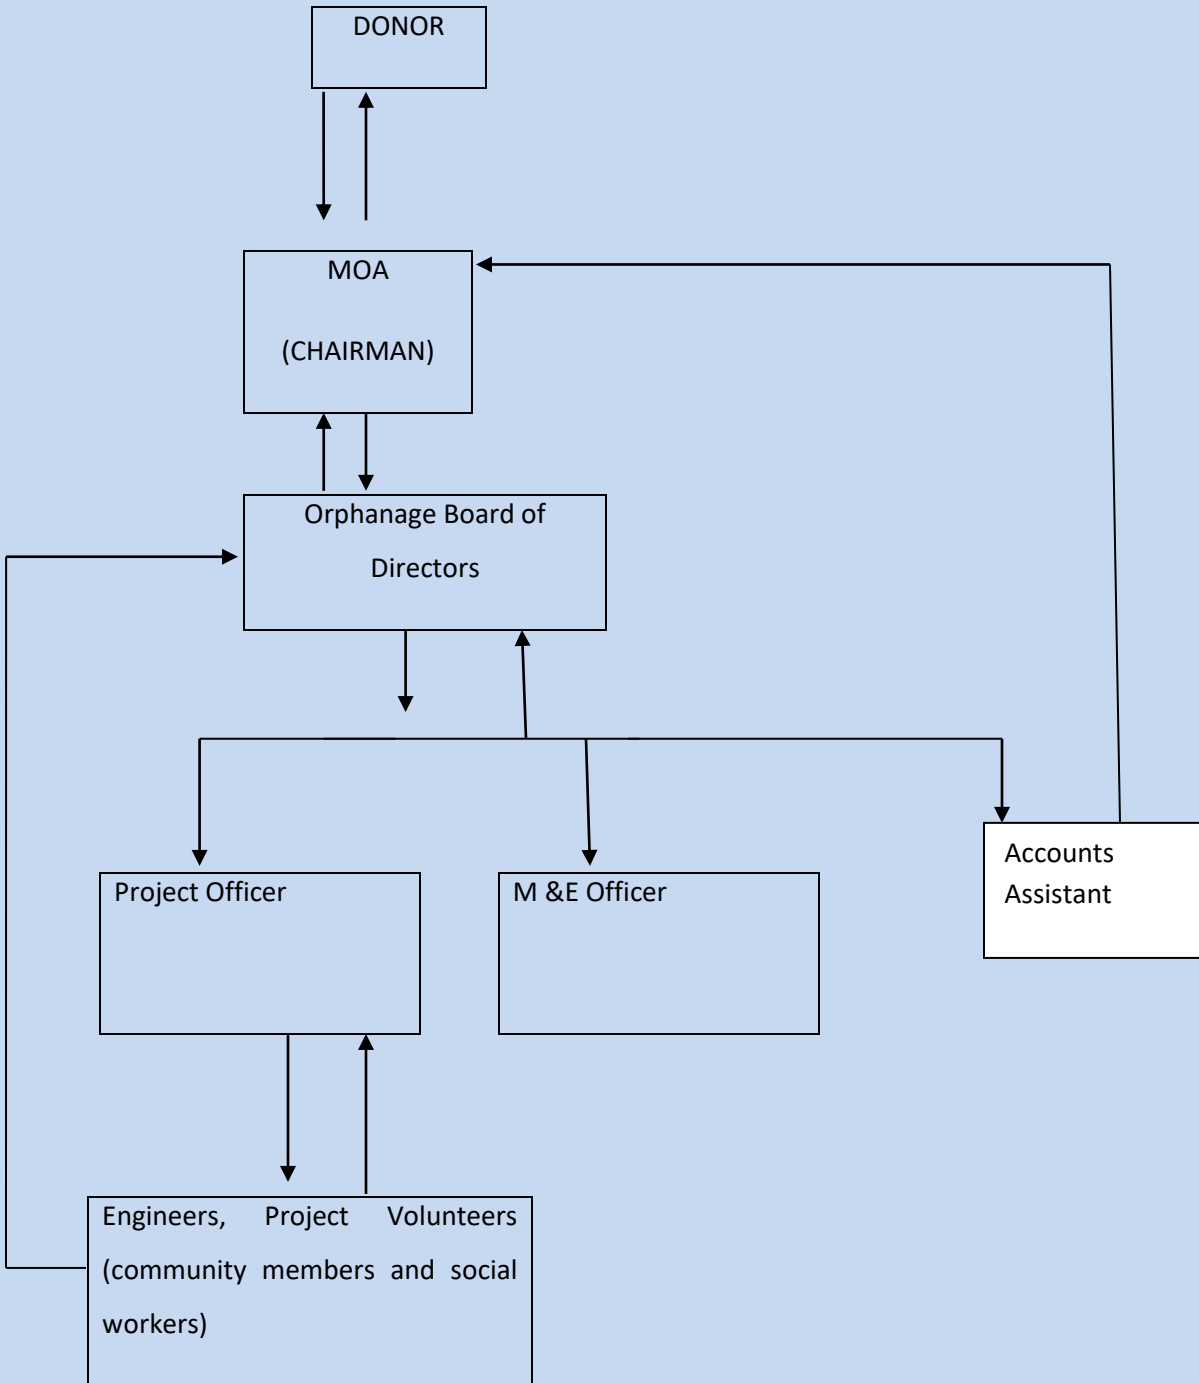 DONOR
MOA
(CHAIRMAN)
Orphanage Board of
Directors
Project Officer
M &E Officer
Accounts
Assistant
Engineers, Project Volunteers
(community members and social
workers)